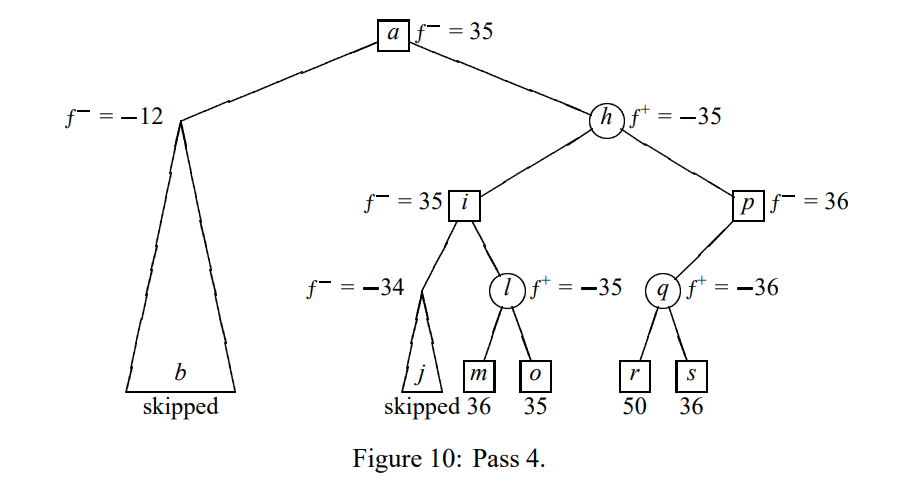 a f⁻ = 35
f⁻ = −12
h f⁺ = −35
f⁻ = 35 i
p f⁻ = 36
f⁻ = −34
l f⁺ = −35
q f⁺ = −36
b
j
m
o
r
s
skipped
skipped 36
35
50
36
Figure 10: Pass 4.